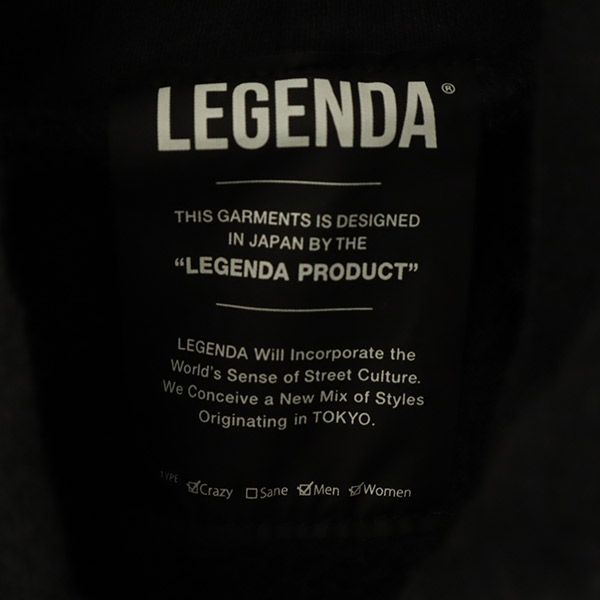 LEGENDA®
THIS GARMENTS IS DESIGNED
IN JAPAN BY THE
“LEGENDA PRODUCT”
LEGENDA Will Incorporate the
World's Sense of Street Culture.
We Conceive a New Mix of Styles
Originating in TOKYO.
TYPE ☑Crazy ☐Sane ☑Men ☑Women